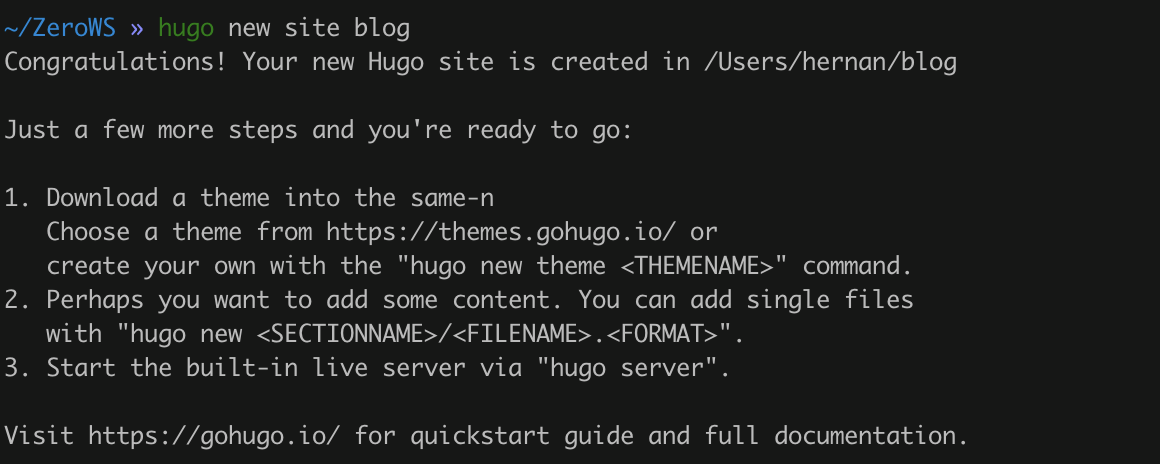 ~/ZeroWS » hugo new site blog
Congratulations! Your new Hugo site is created in /Users/hernan/blog
Just a few more steps and you're ready to go:
1. Download a theme into the same-n
Choose a theme from https://themes.gohugo.io/ or
create your own with the "hugo new theme <THEMENAME>" command.
2. Perhaps you want to add some content. You can add single files
with "hugo new <SECTIONNAME>/<FILENAME>.<FORMAT>".
3. Start the built-in live server via "hugo server".
Visit https://gohugo.io/ for quickstart guide and full documentation.